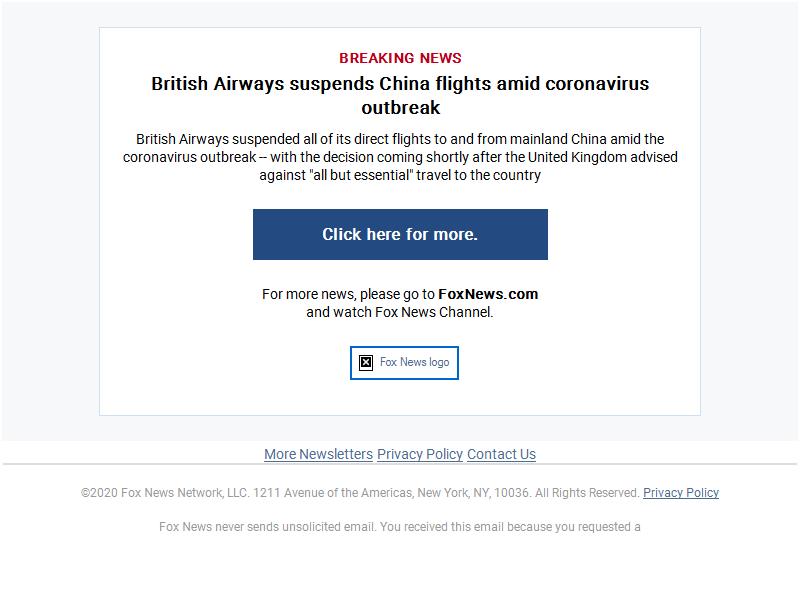 BREAKING NEWS
British Airways suspends China flights amid coronavirus
outbreak
British Airways suspended all of its direct flights to and from mainland China amid the
coronavirus outbreak -- with the decision coming shortly after the United Kingdom advised
against "all but essential" travel to the country
Click here for more.
For more news, please go to FoxNews.com
and watch Fox News Channel.
Fox News logo
More Newsletters Privacy Policy Contact Us
©2020 Fox News Network, LLC. 1211 Avenue of the Americas, New York, NY, 10036. All Rights Reserved. Privacy Policy
Fox News never sends unsolicited email. You received this email because you requested a